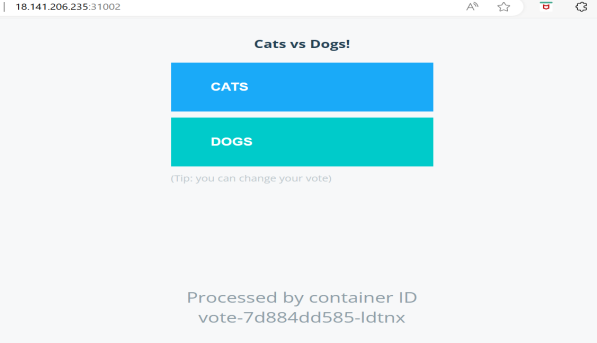 18.141.206.235:31002
Cats vs Dogs!
CATS
DOGS
(Tip: you can change your vote)
Processed by container ID
vote-7d884dd585-ldtnx